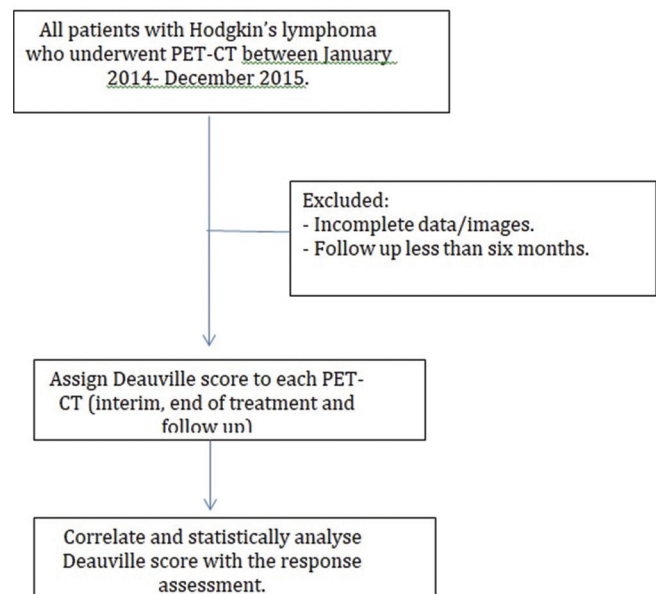 All patients with Hodgkin's lymphoma
who underwent PET-CT between January
2014- December 2015.
Excluded:
- Incomplete data/images.
- Follow up less than six months.
Assign Deauville score to each PET-
CT (interim, end of treatment and
follow up)
Correlate and statistically analyse
Deauville score with the response
assessment.